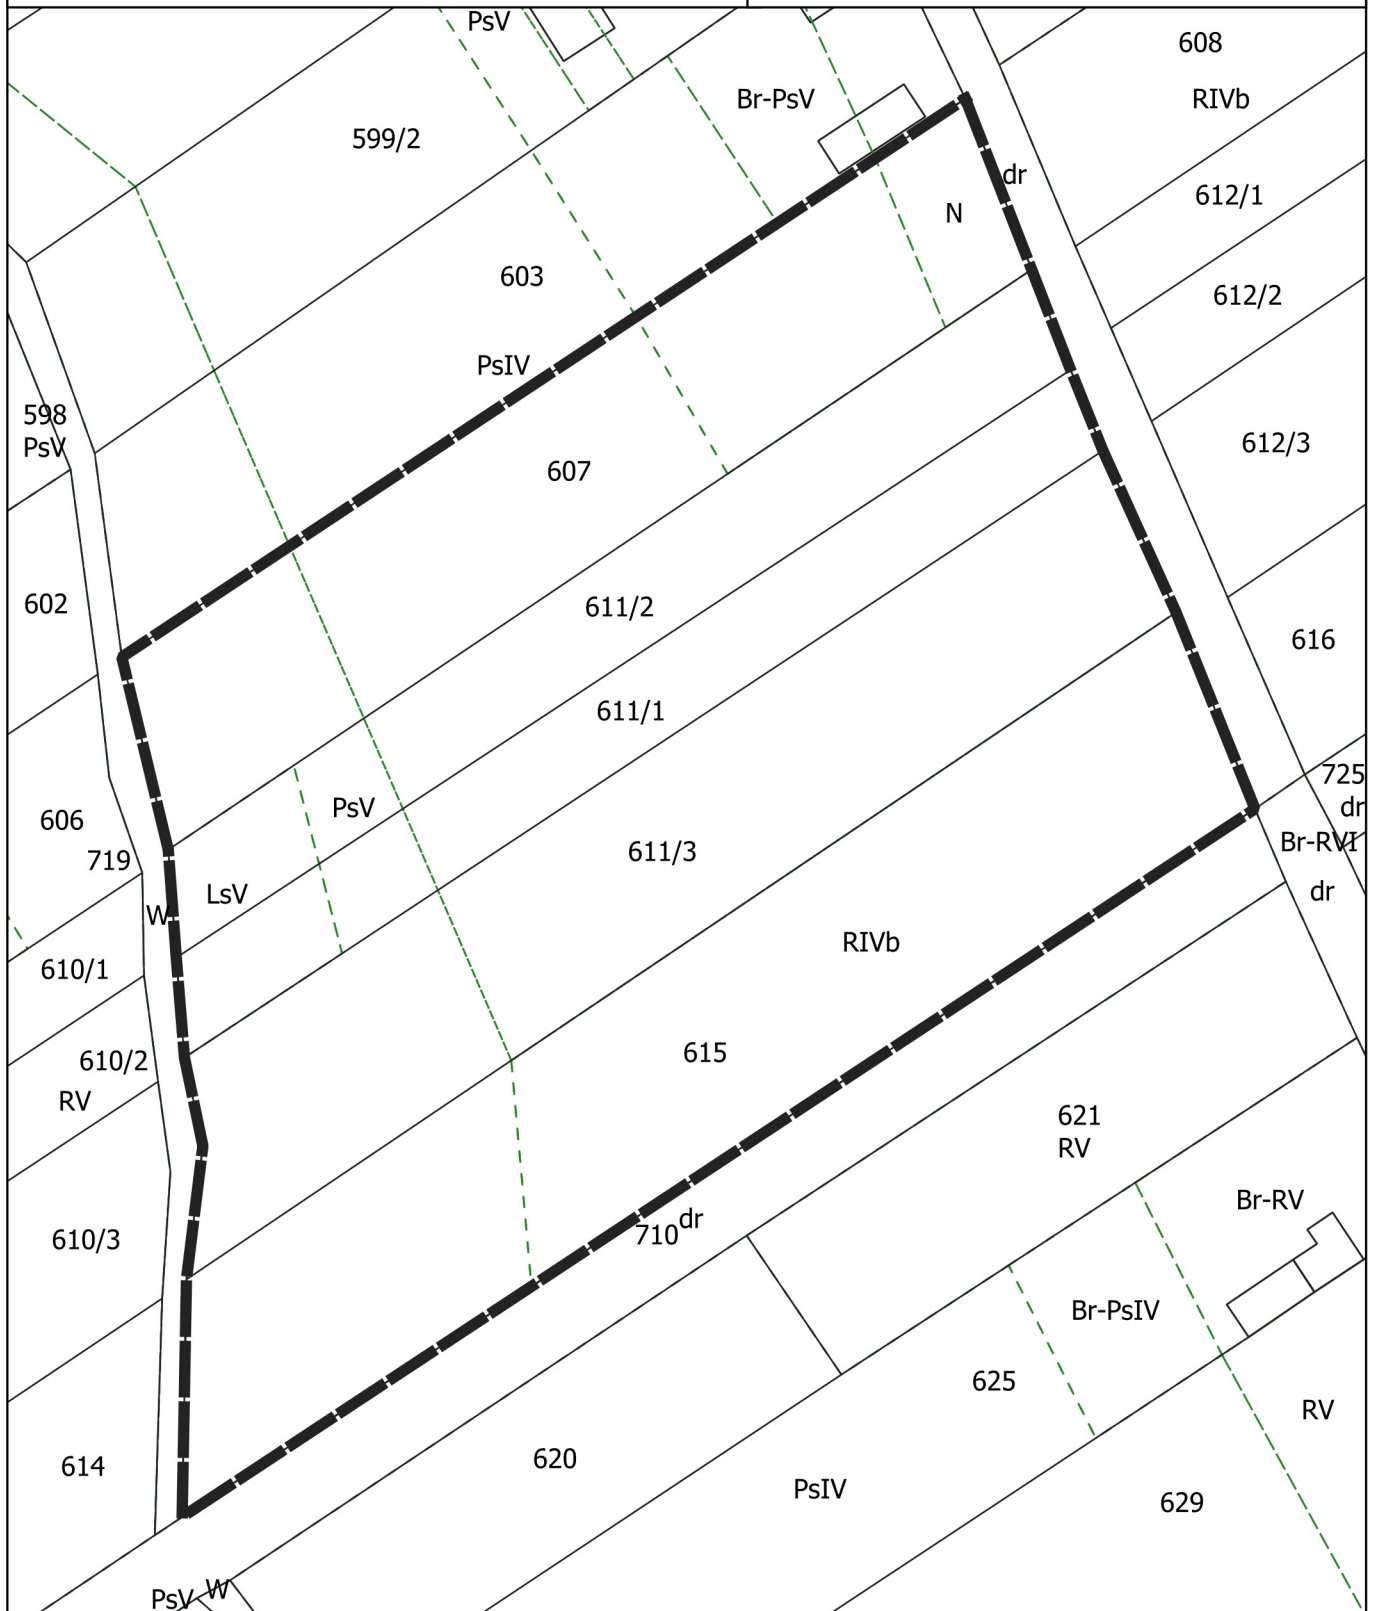 PsV
608
Br-PsV
RIVb
599/2
dr
612/1
N
603
612/2
PsIV
598
PsV
612/3
607
602
611/2
616
611/1
725
PsV
dr
606
Br-RVI
611/3
719
dr
LsV
W
RIVb
610/1
615
610/2
RV
621
RV
Br-RV
dr
710
610/3
Br-PsIV
625
RV
620
614
PsIV
629
W
PsV